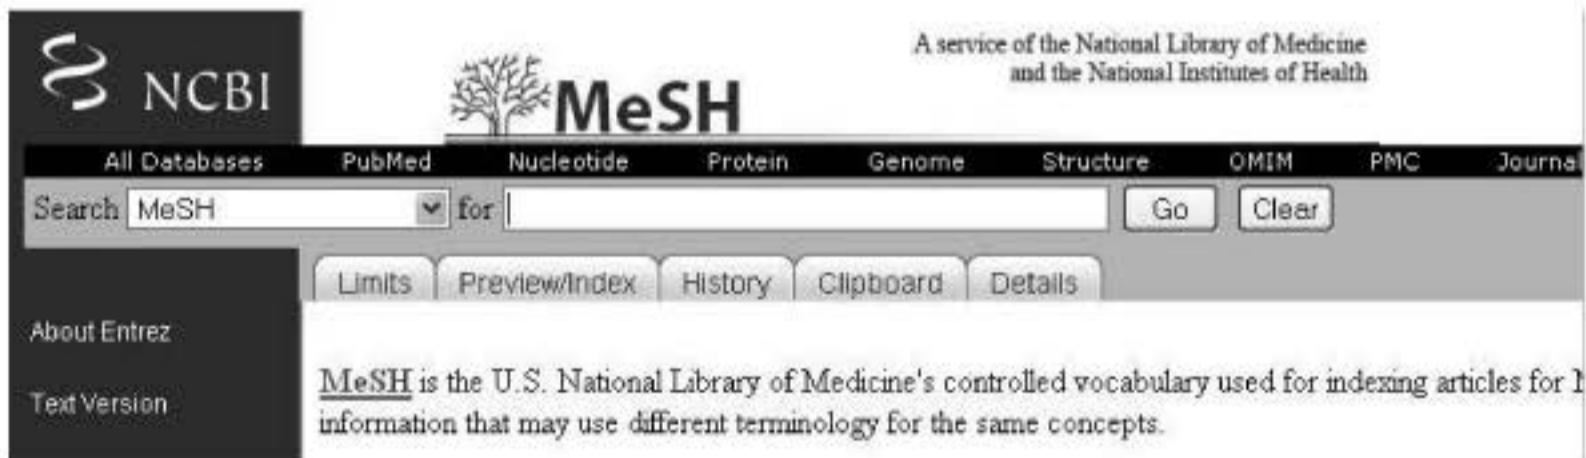 NCBI
MeSH
A service of the National Library of Medicine
and the National Institutes of Health
All Databases PubMed Nucleotide Protein Genome Structure OMIM PMC Journal
Search MeSH for Go Clear
Limits Preview/Index History Clipboard Details
About Entrez
Text Version
MeSH is the U.S. National Library of Medicine's controlled vocabulary used for indexing articles for
information that may use different terminology for the same concepts.